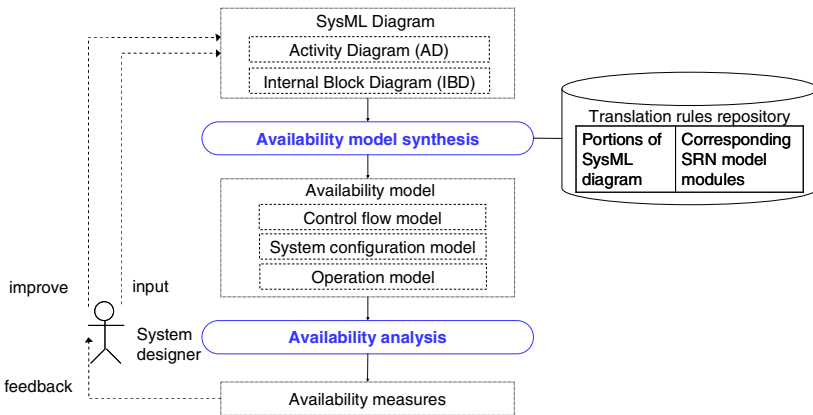 SysML Diagram
Activity Diagram (AD)
Internal Block Diagram (IBD)
Availability model synthesis
Translation rules repository
Portions of
SysML
diagram
Corresponding
SRN model
modules
Availability model
Control flow model
System configuration model
Operation model
improve
input
System
designer
Availability analysis
feedback
Availability measures